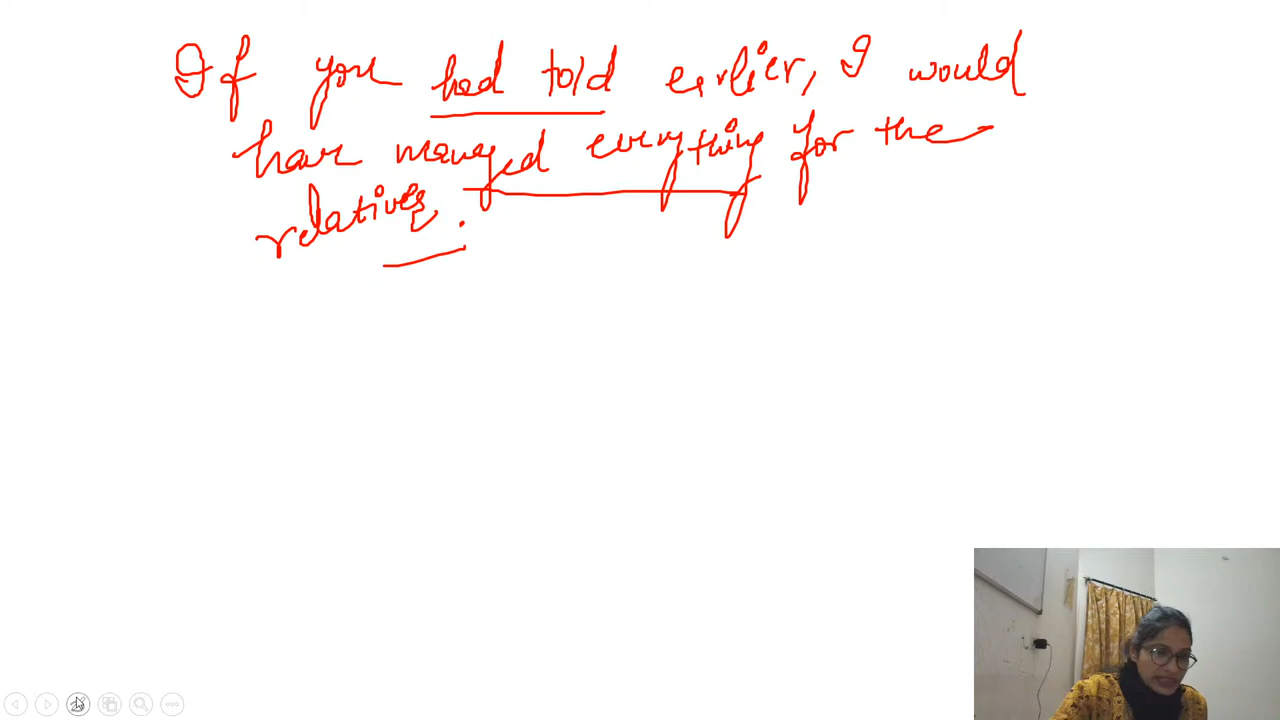 If you had told earlier, I would
have managed everything for the
relatives.